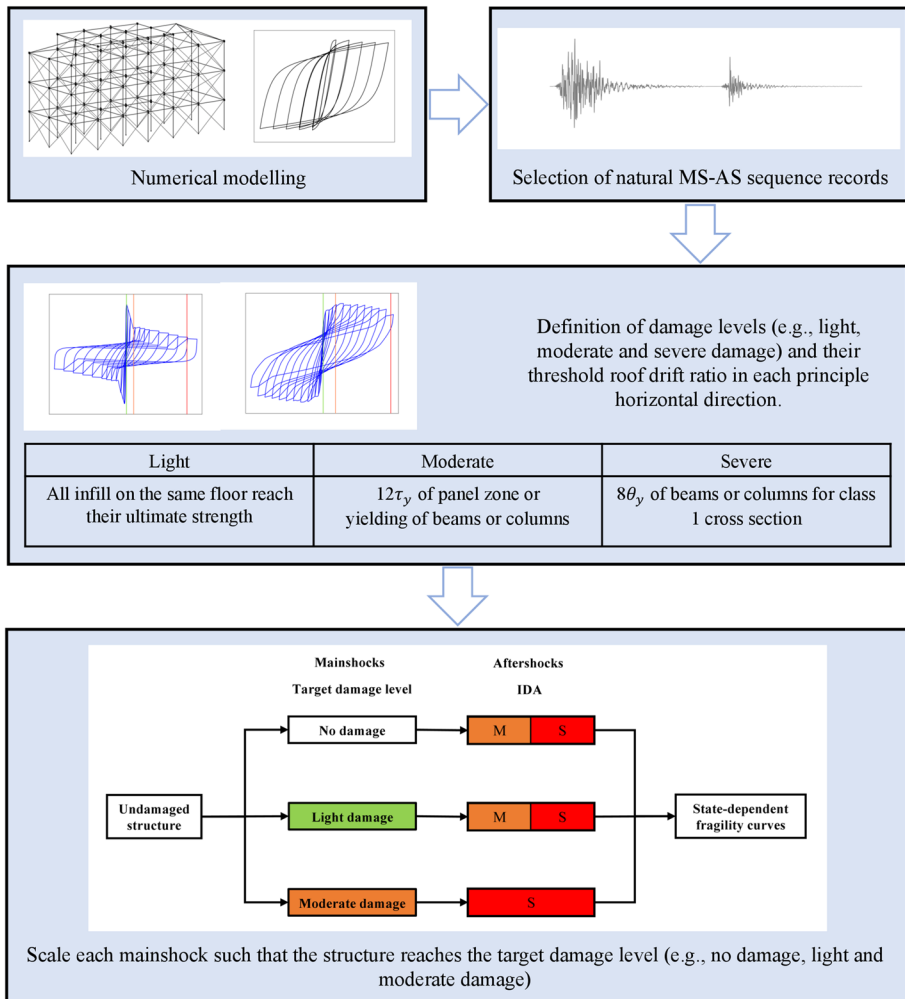 Numerical modelling
Selection of natural MS-AS sequence records
Definition of damage levels (e.g., light,
moderate and severe damage) and their
threshold roof drift ratio in each principle
horizontal direction.
Light
Moderate
Severe
All infill on the same floor reach
their ultimate strength
12τy of panel zone or
yielding of beams or columns
8θy of beams or columns for class
1 cross section
Mainshocks
Aftershocks
Target damage level
IDA
No damage
M
S
Undamaged
structure
Light damage
M
S
State-dependent
fragility curves
Moderate damage
S
Scale each mainshock such that the structure reaches the target damage level (e.g., no damage, light and
moderate damage)